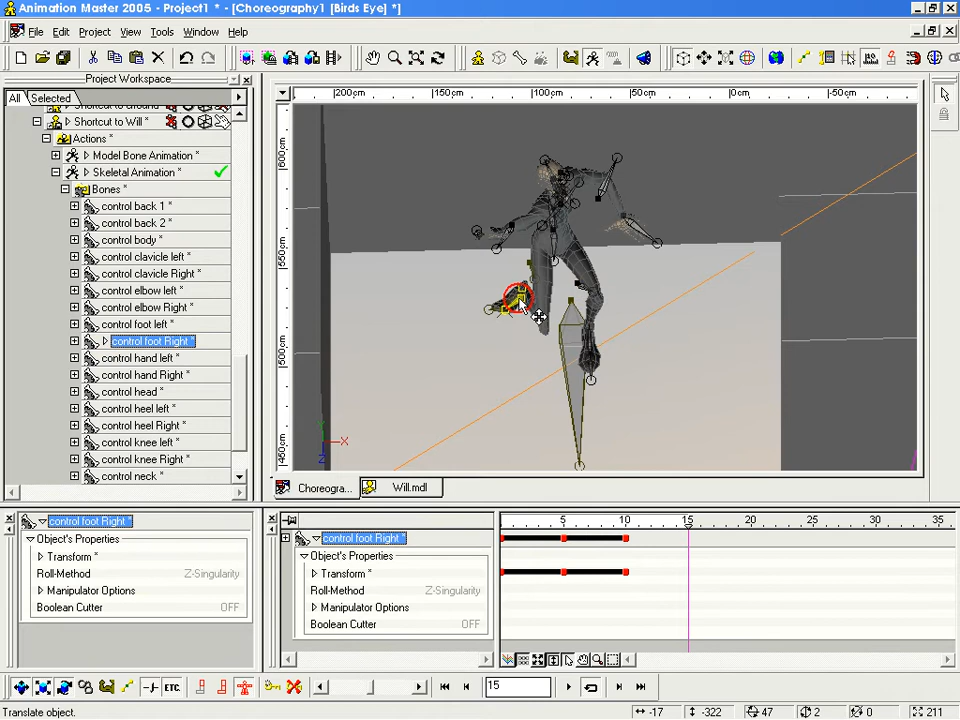 Animation Master 2005 - Project1 * - [Choreography1 [Birds Eye] *]
File Edit Project View Tools Window Help
Project Workspace
All Selected
Shortcut to Ground
Shortcut to Will *
Actions *
Model Bone Animation *
Skeletal Animation *
Bones *
control back 1 *
control back 2 *
control body *
control clavicle left *
control clavicle Right *
control elbow left *
control elbow Right *
control foot left *
control foot Right *
control hand left *
control hand Right *
control head *
control heel left *
control heel Right *
control knee left *
control knee Right *
control neck *
200cm 150cm 100cm 50cm 0cm -50cm
600cm
550cm
500cm
450cm
X
Choreogra... Will.mdl
control foot Right *
Object's Properties
Transform *
Roll-Method Z-Singularity
Manipulator Options
Boolean Cutter OFF
control foot Right *
Object's Properties
Transform *
Roll-Method Z-Singularity
Manipulator Options
Boolean Cutter OFF
5 10 15 20 25 30 35
ETC. 15
Translate object. -17 -322 47 2 0 211